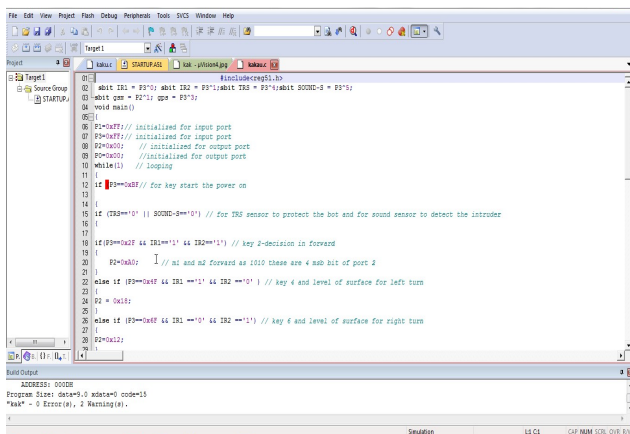 File Edit View Project Flash Debug Peripherals Tools SVCS Window Help
Target 1
Project
kaku.c STARTUP.A51 kak - µVision4.jpg kakau.c
Target 1
Source Group
STARTUP.A
01 #include<reg51.h>
02 sbit IR1 = P3^0; sbit IR2 = P3^1;sbit TRS = P3^4;sbit SOUND-S = P3^5;
03 sbit gsm = P2^1; gps = P3^3;
04 void main()
05 {
06 P1=0xFF;// initialized for input port
07 P3=0xFF;// initialized for input port
08 P2=0x00; // initialized for output port
09 P0=0x00; //initialized for output port
10 while(1) // looping
11 {
12 if P3==0xBF// for key start the power on
13
14 {
15 if (TRS=='0' || SOUND-S=='0') // for TRS sensor to protect the bot and for sound sensor to detect the intruder
16 {
17
18 if(P3==0x2F && IR1=='1' && IR2=='1') // key 2-decision in forward
19 {
20 P2=0xA0; // m1 and m2 forward as 1010 these are 4 msb bit of port 2
21 }
22 else if (P3==0x4F && IR1 =='1' && IR2 =='0' ) // key 4 and level of surface for left turn
23 {
24 P2 = 0x18;
25 }
26 else if (P3==0x6F && IR1 =='0' && IR2 =='1') // key 6 and level of surface for right turn
27 {
28 P2=0x12;
29 }
Build Output
ADDRESS: 000DH
Program Size: data=9.0 xdata=0 code=15
"kak" - 0 Error(s), 2 Warning(s).
Simulation L:1 C:1 CAP NUM SCRL OVR R/W